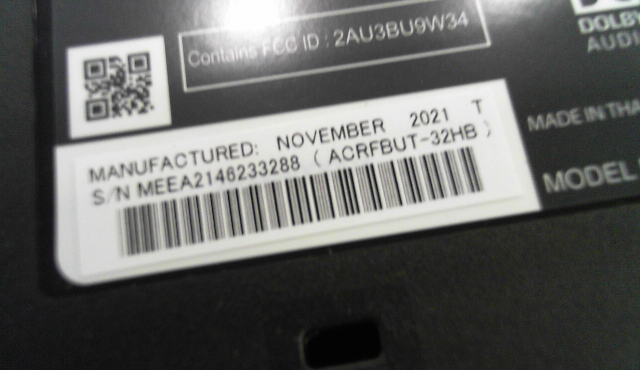 Contains FCC ID : 2AU3BU9W34
DOLBY
AUDIO
MANUFACTURED: NOVEMBER 2021 T
S/N MEEA2146233288 ( ACRFBUT-32HB )
MADE IN THA
MODEL